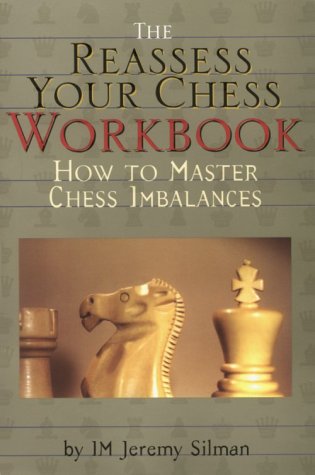 THE
REASSESS
YOUR CHESS
WORKBOOK
HOW TO MASTER
CHESS IMBALANCES
by IM Jeremy Silman